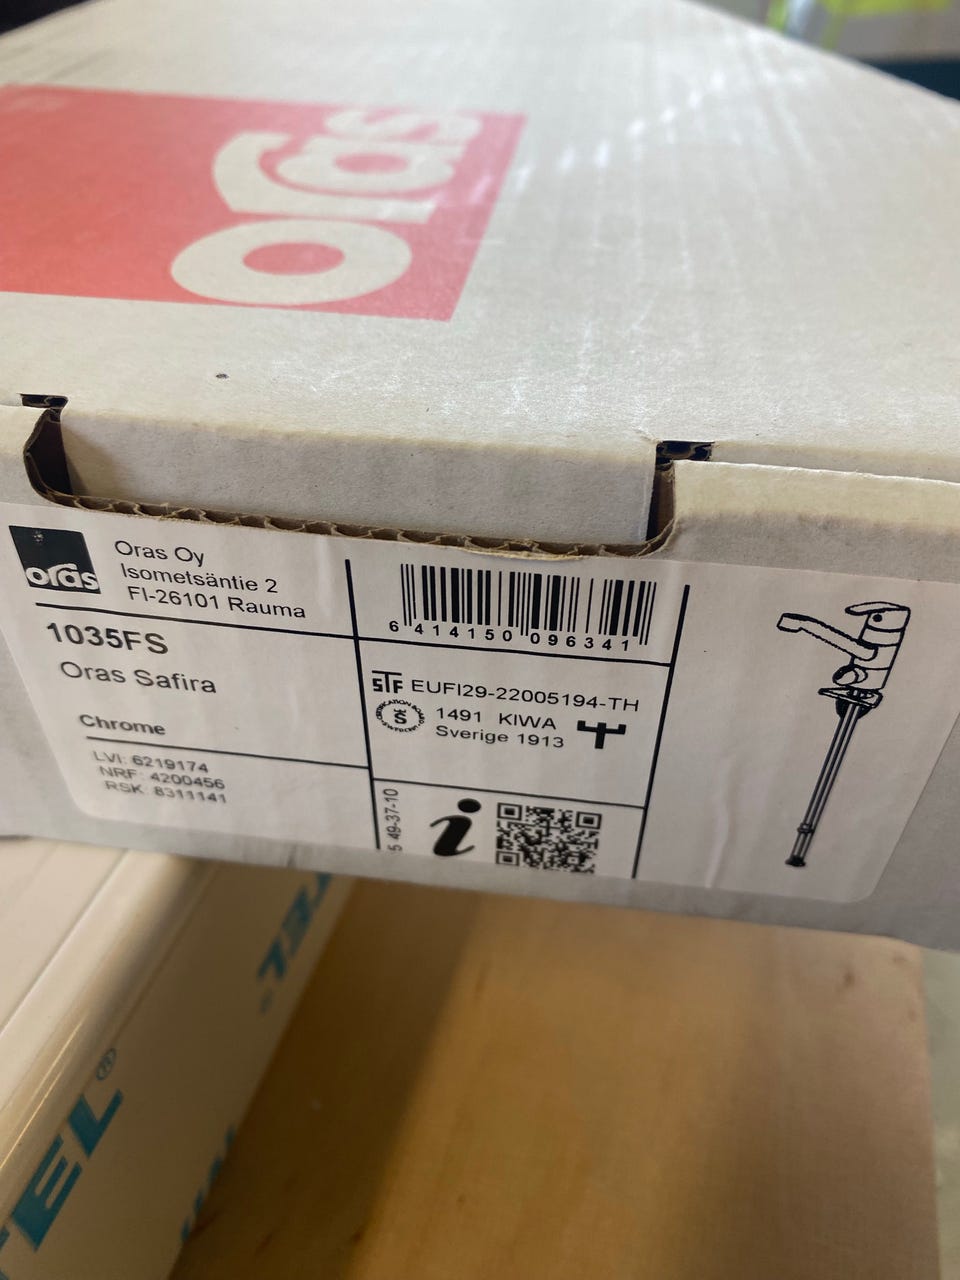 oras
oras
Oras Oy
Isometsäntie 2
FI-26101 Rauma
1035FS
Oras Safira
Chrome
LVI: 6219174
NRF: 4200456
RSK: 8311141
6 414150 096341
STF EUFI29-22005194-TH
1491 KIWA
Sverige 1913
49-37-10
i
TEL®